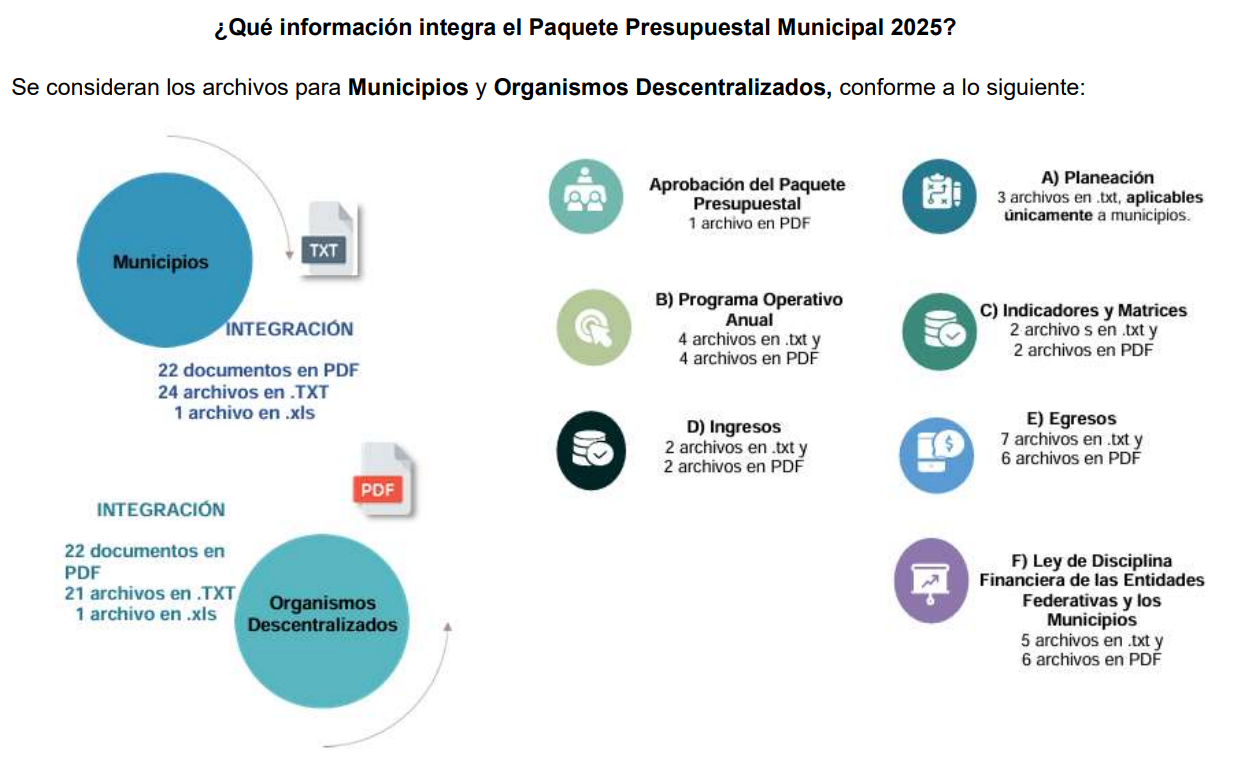 ¿Qué información integra el Paquete Presupuestal Municipal 2025?
Se consideran los archivos para Municipios y Organismos Descentralizados, conforme a lo siguiente:
Municipios
TXT
INTEGRACIÓN
22 documentos en PDF
24 archivos en .TXT
1 archivo en .xls
PDF
INTEGRACIÓN
22 documentos en
PDF
21 archivos en .TXT
1 archivo en .xls
Organismos
Descentralizados
Aprobación del Paquete
Presupuestal
1 archivo en PDF
A) Planeación
3 archivos en .txt, aplicables
únicamente a municipios.
B) Programa Operativo
Anual
4 archivos en .txt y
4 archivos en PDF
C) Indicadores y Matrices
2 archivo s en .txt y
2 archivos en PDF
D) Ingresos
2 archivos en .txt y
2 archivos en PDF
E) Egresos
7 archivos en .txt y
6 archivos en PDF
F) Ley de Disciplina
Financiera de las Entidades
Federativas y los
Municipios
5 archivos en .txt y
6 archivos en PDF